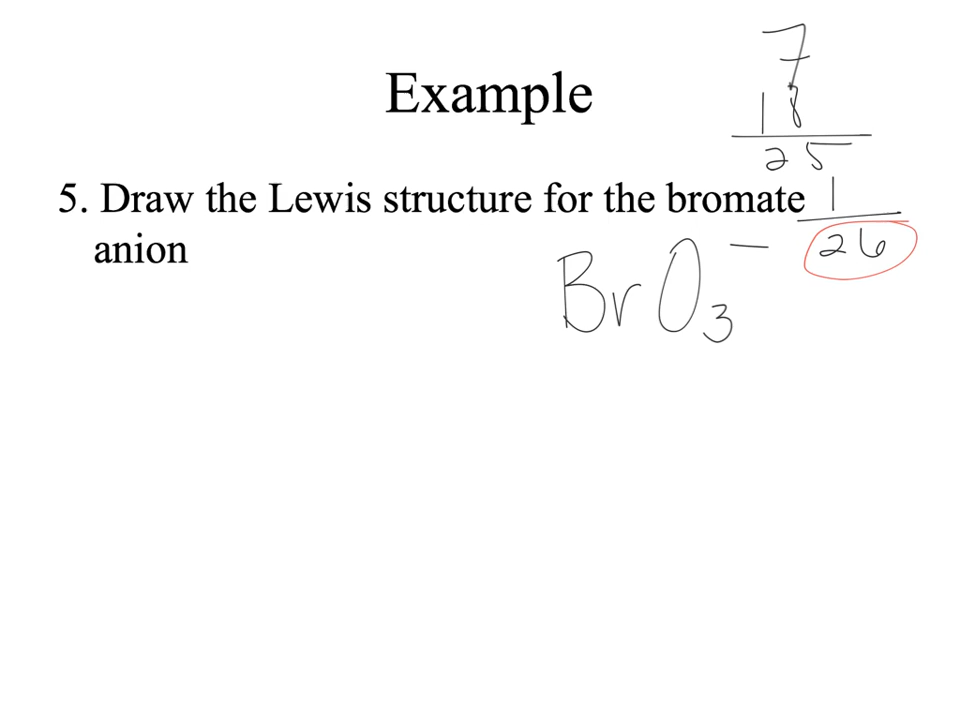 Example
7
18
25
5. Draw the Lewis structure for the bromate
anion
1
26
BrO₃⁻